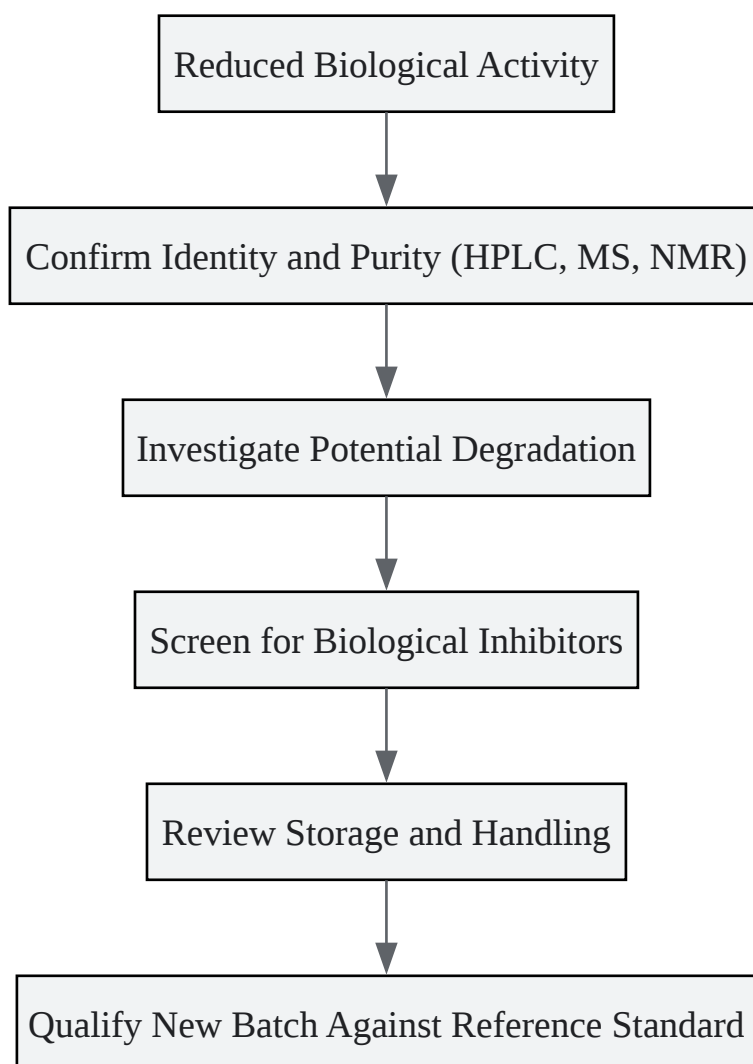 Reduced Biological Activity
Confirm Identity and Purity (HPLC, MS, NMR)
Investigate Potential Degradation
Screen for Biological Inhibitors
Review Storage and Handling
Qualify New Batch Against Reference Standard